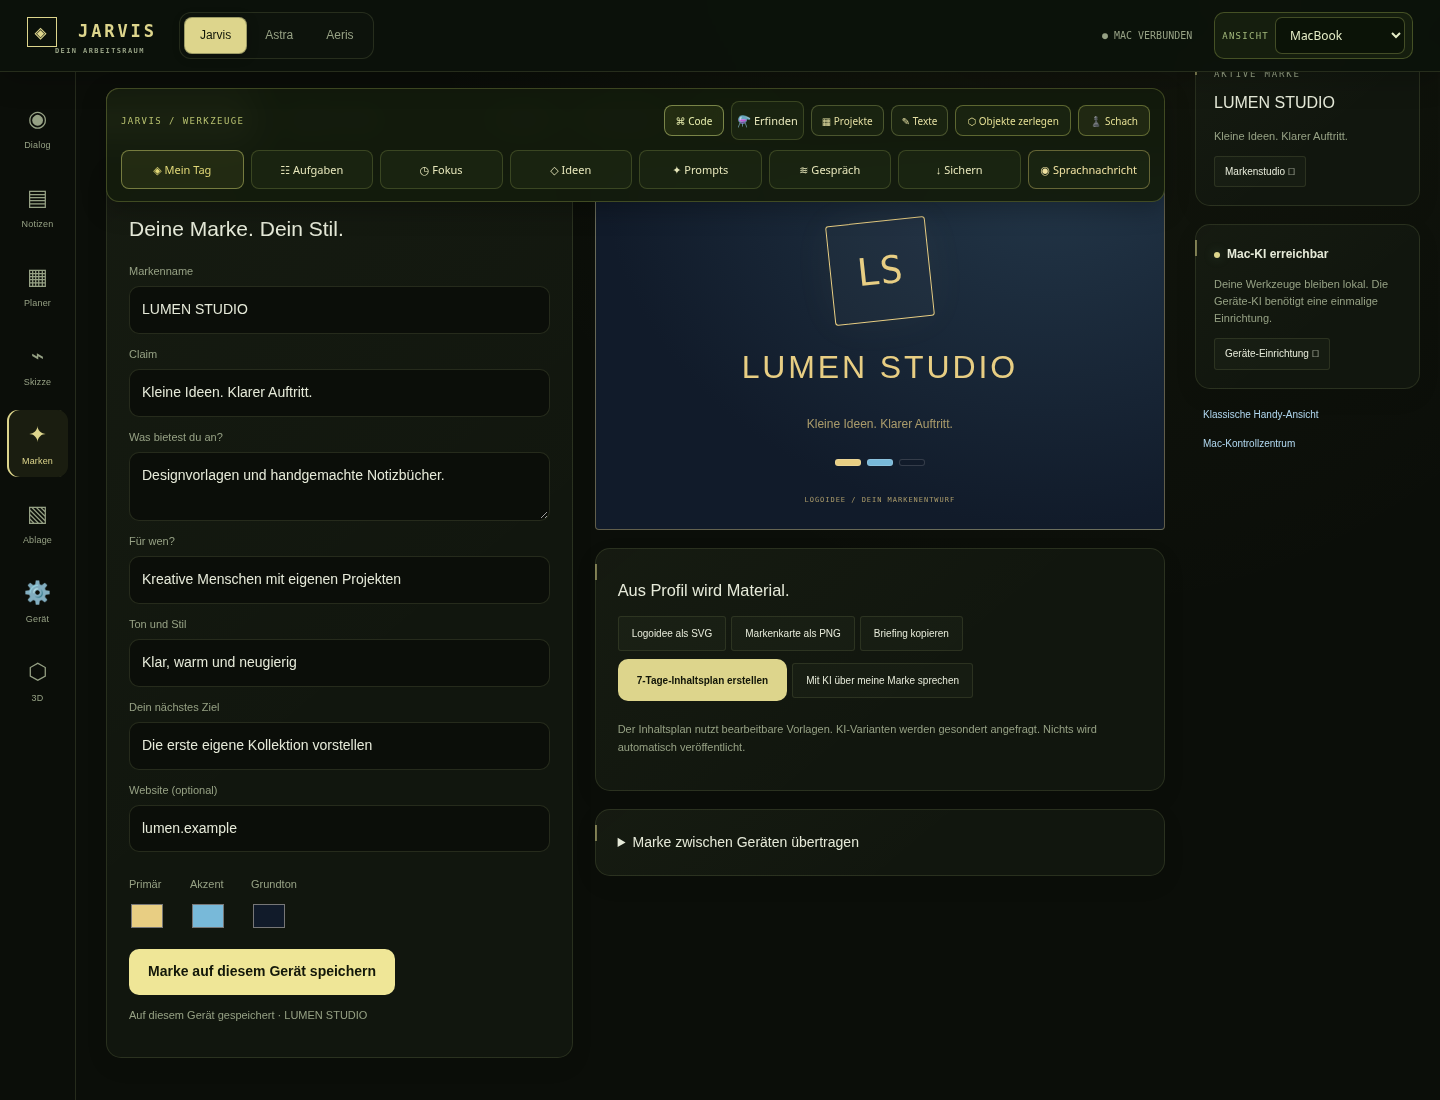 JARVIS
DEIN ARBEITSRAUM
Jarvis
Astra
Aeris
MAC VERBUNDEN
ANSICHT
MacBook
Dialog
Notizen
Planer
Skizze
Marken
Ablage
Gerät
3D
JARVIS / WERKZEUGE
Code
Erfinden
Projekte
Texte
Objekte zerlegen
Schach
Mein Tag
Aufgaben
Fokus
Ideen
Prompts
Gespräch
Sichern
Sprachnachricht
Deine Marke. Dein Stil.
Markenname
LUMEN STUDIO
Claim
Kleine Ideen. Klarer Auftritt.
Was bietest du an?
Designvorlagen und handgemachte Notizbücher.
Für wen?
Kreative Menschen mit eigenen Projekten
Ton und Stil
Klar, warm und neugierig
Dein nächstes Ziel
Die erste eigene Kollektion vorstellen
Website (optional)
lumen.example
Primär
Akzent
Grundton
Marke auf diesem Gerät speichern
Auf diesem Gerät gespeichert · LUMEN STUDIO
LS
LUMEN STUDIO
Kleine Ideen. Klarer Auftritt.
LOGOIDEE / DEIN MARKENENTWURF
Aus Profil wird Material.
Logoidee als SVG
Markenkarte als PNG
Briefing kopieren
7-Tage-Inhaltsplan erstellen
Mit KI über meine Marke sprechen
Der Inhaltsplan nutzt bearbeitbare Vorlagen. KI-Varianten werden gesondert angefragt. Nichts wird
automatisch veröffentlicht.
Marke zwischen Geräten übertragen
AKTIVE MARKE
LUMEN STUDIO
Kleine Ideen. Klarer Auftritt.
Markenstudio
Mac-KI erreichbar
Deine Werkzeuge bleiben lokal. Die
Geräte-KI benötigt eine einmalige
Einrichtung.
Geräte-Einrichtung
Klassische Handy-Ansicht
Mac-Kontrollzentrum